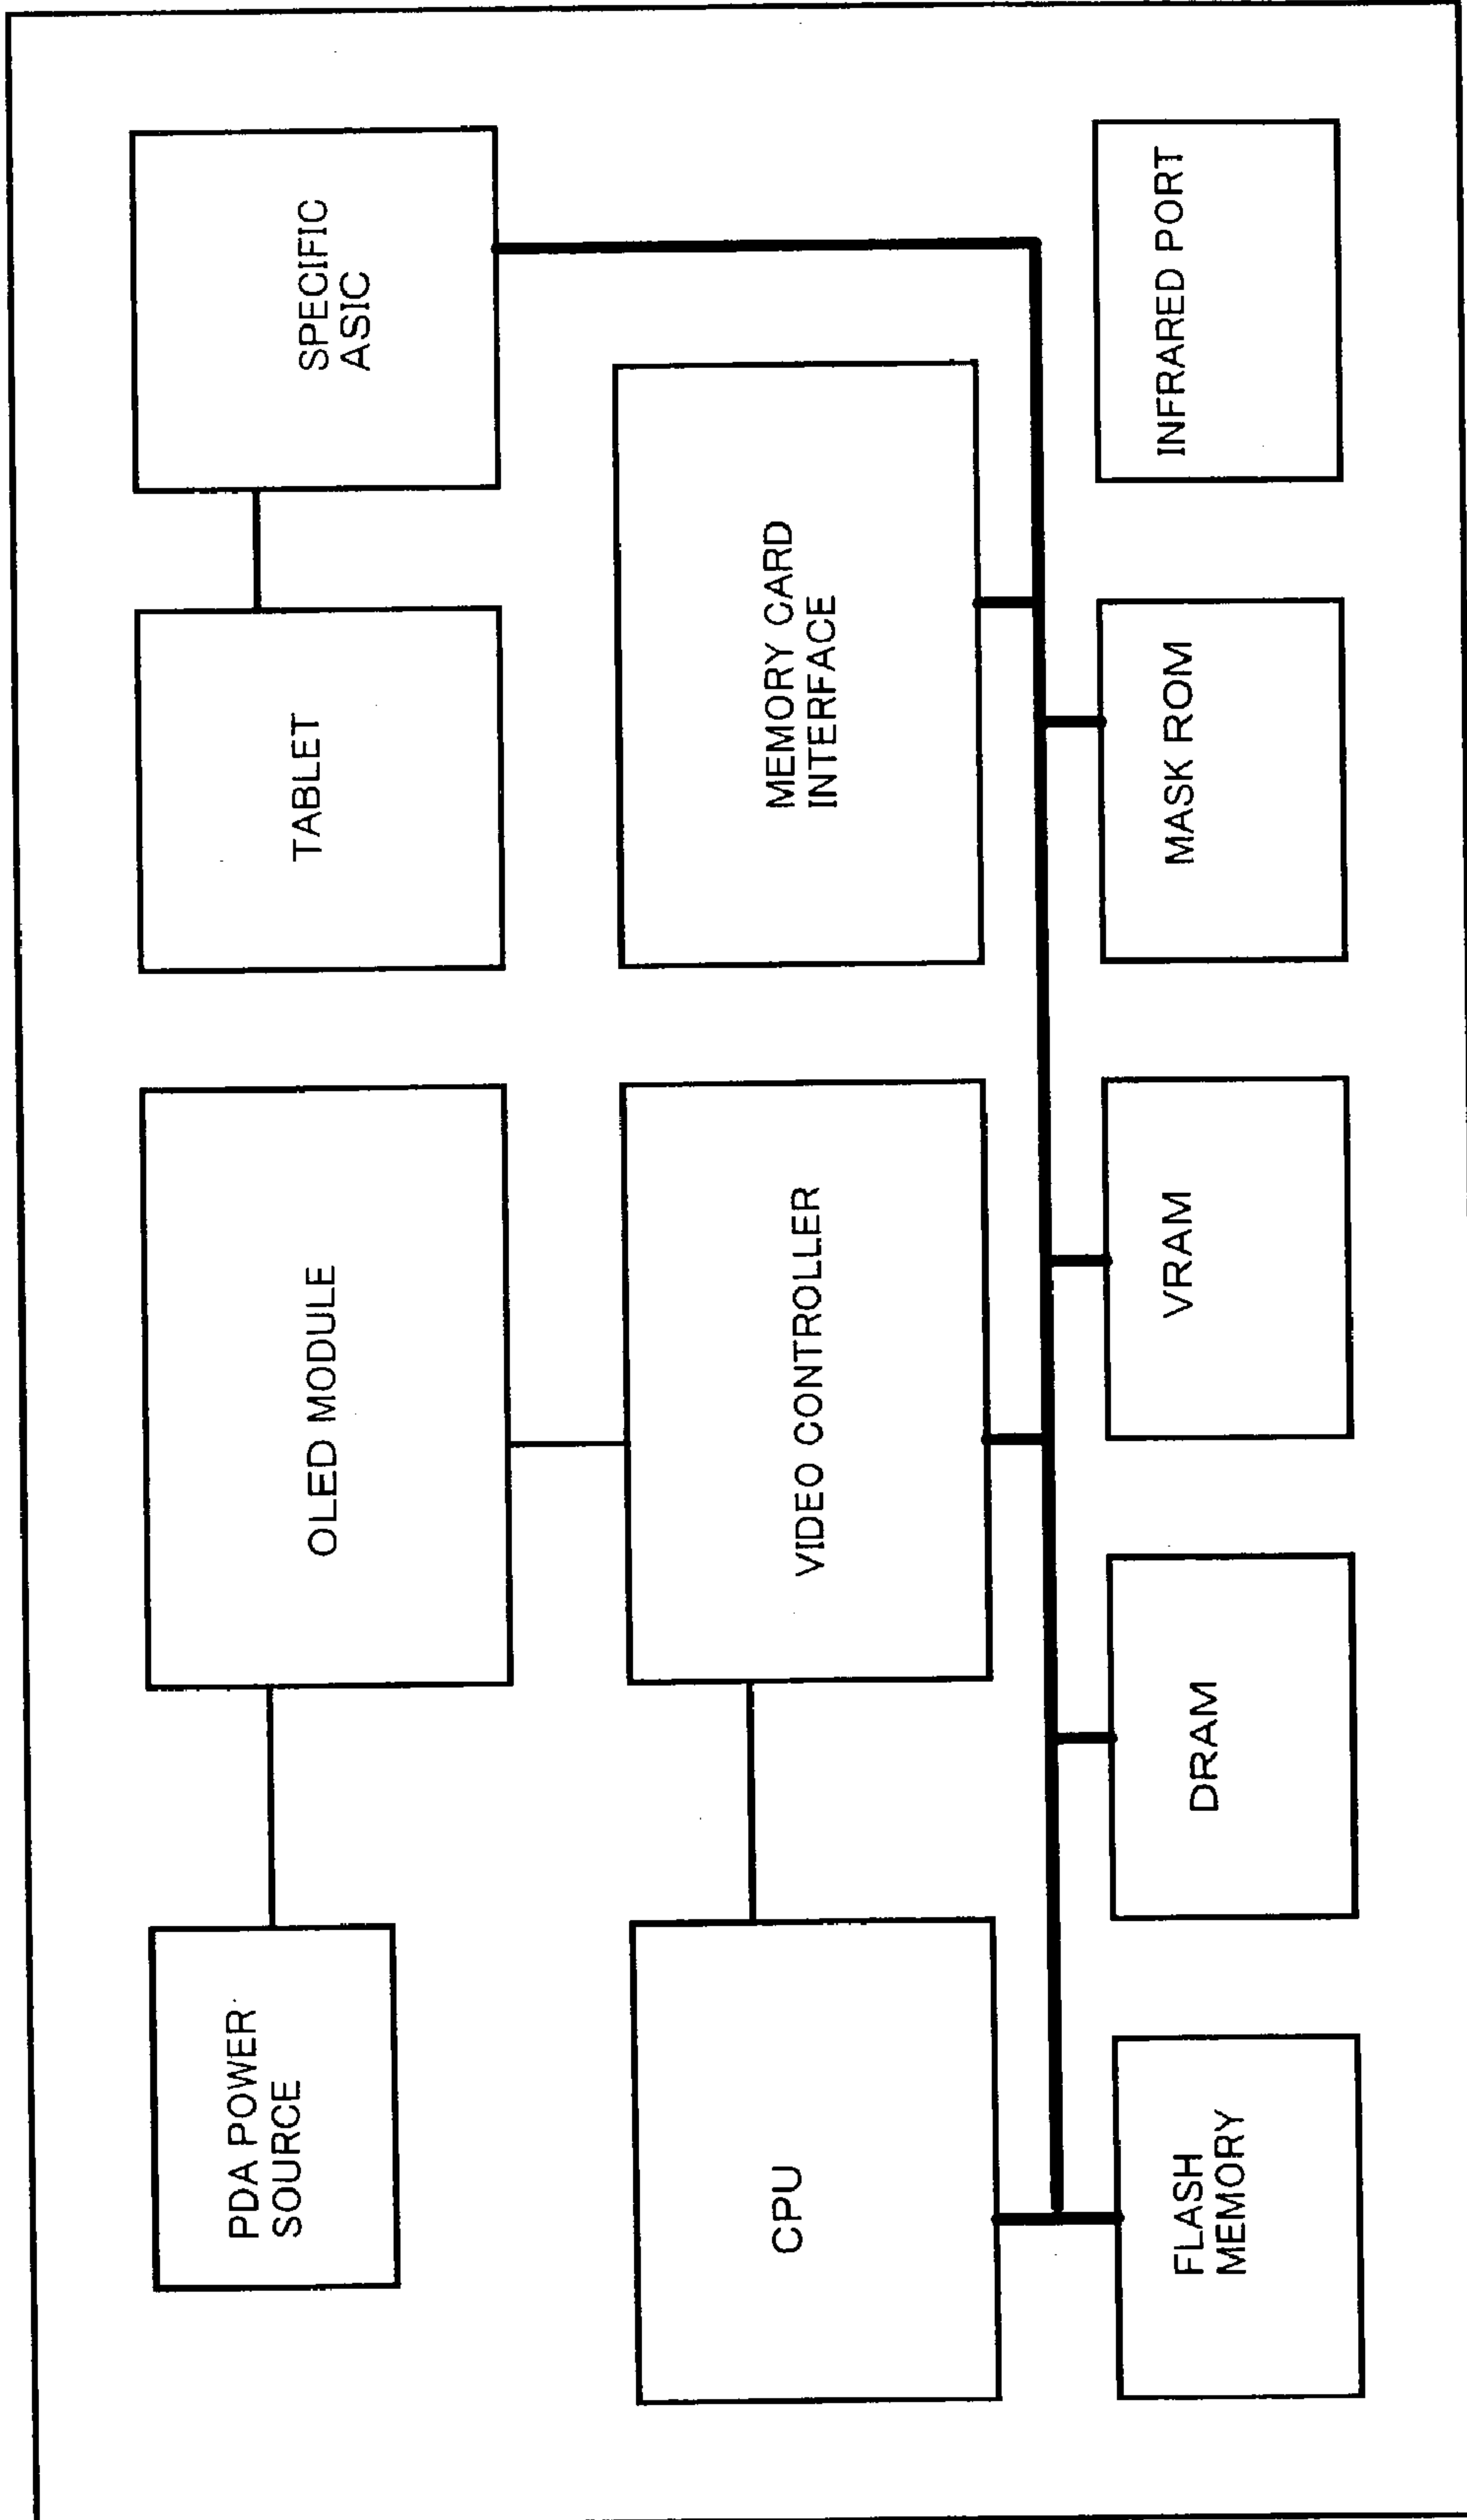 PDA POWER
SOURCE
OLED MODULE
TABLET
SPECIFIC
ASIC
CPU
VIDEO CONTROLLER
MEMORY CARD
INTERFACE
FLASH
MEMORY
DRAM
VRAM
MASK ROM
INFRARED PORT